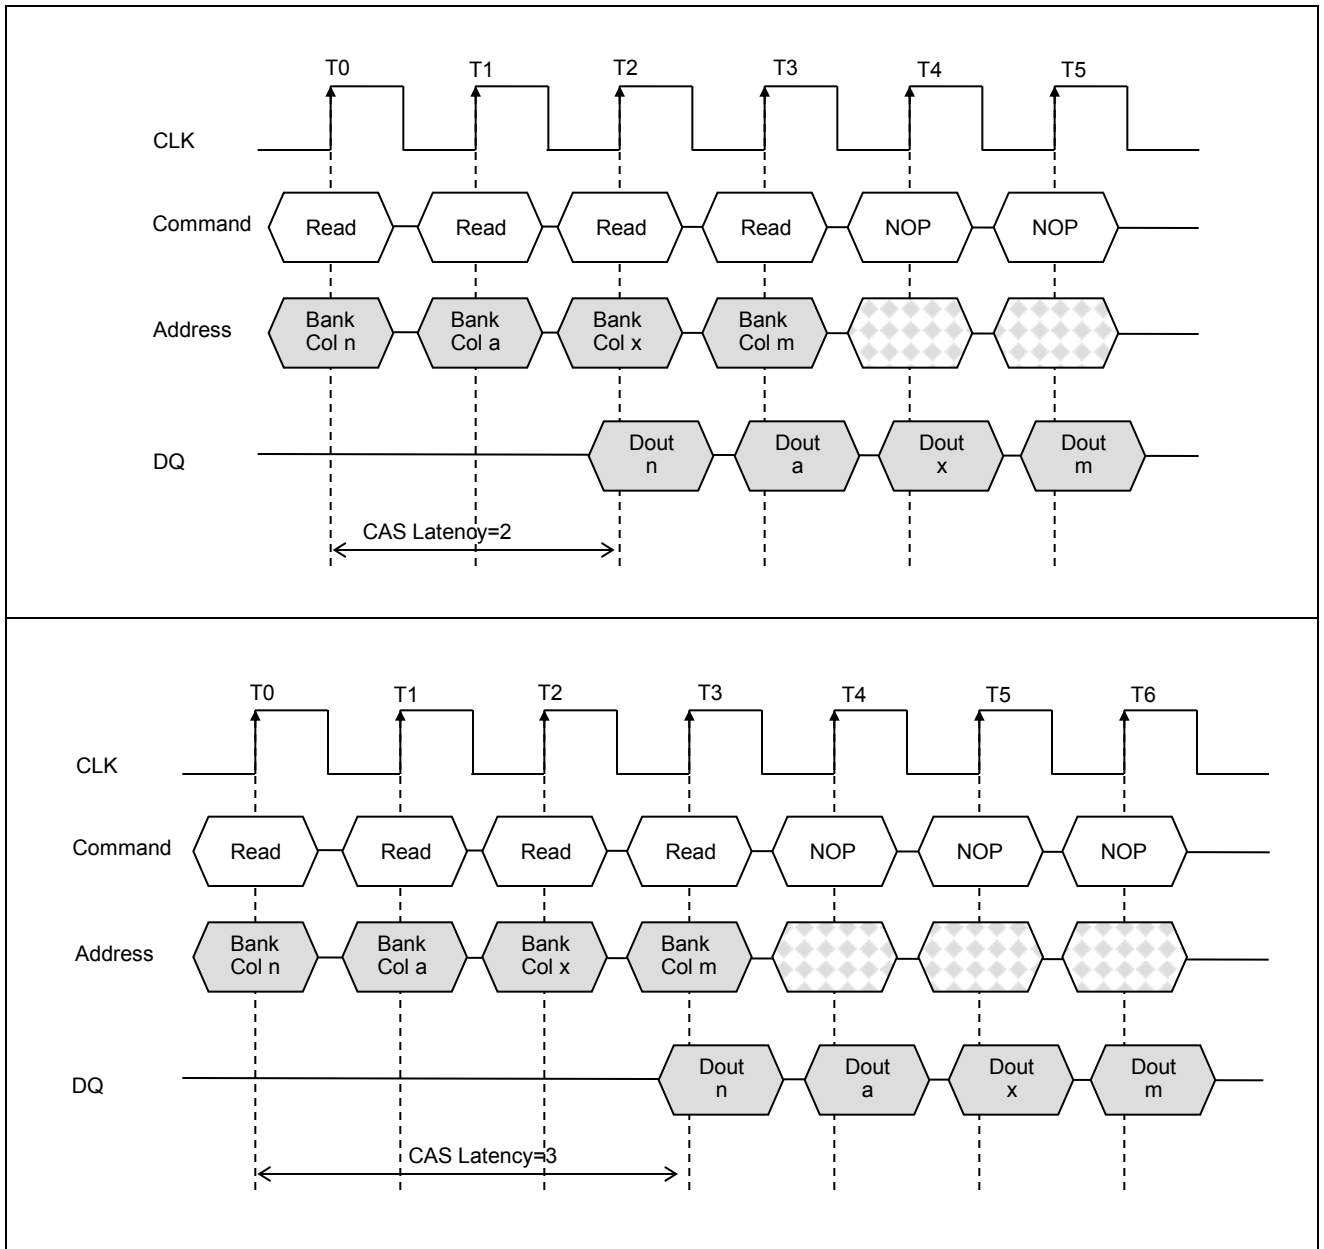 T0 T1 T2 T3 T4 T5
CLK
Command Read Read Read Read NOP NOP
Address
Bank Bank Bank Bank
Col n Col a Col x Col m
DQ
Dout Dout Dout Dout
n a x m
CAS Latency=2
T0 T1 T2 T3 T4 T5 T6
CLK
Command Read Read Read Read NOP NOP NOP
Address
Bank Bank Bank Bank
Col n Col a Col x Col m
DQ
Dout Dout Dout Dout
n a x m
CAS Latency=3